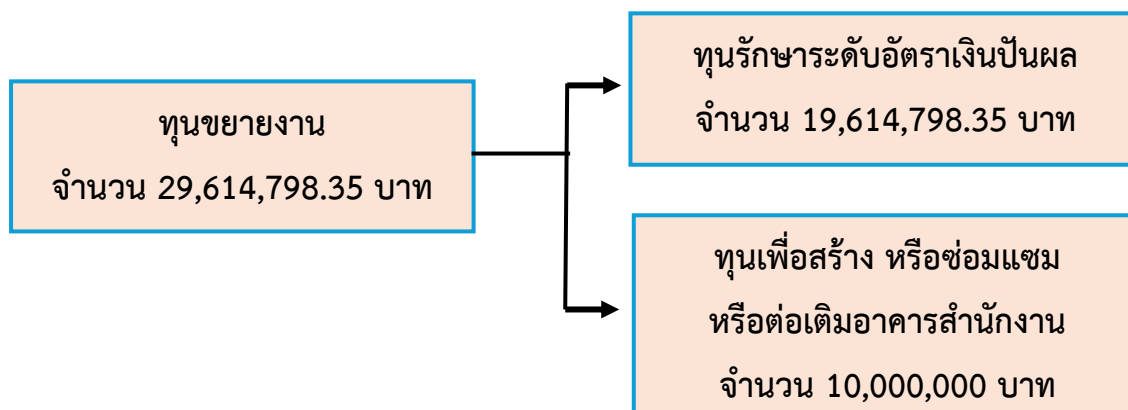 ทุนขยายงาน
จำนวน 29,614,798.35 บาท
ทุนรักษาระดับอัตราเงินปันผล
จำนวน 19,614,798.35 บาท
ทุนเพื่อสร้าง หรือซ่อมแซม
หรือต่อเติมอาคารสำนักงาน
จำนวน 10,000,000 บาท